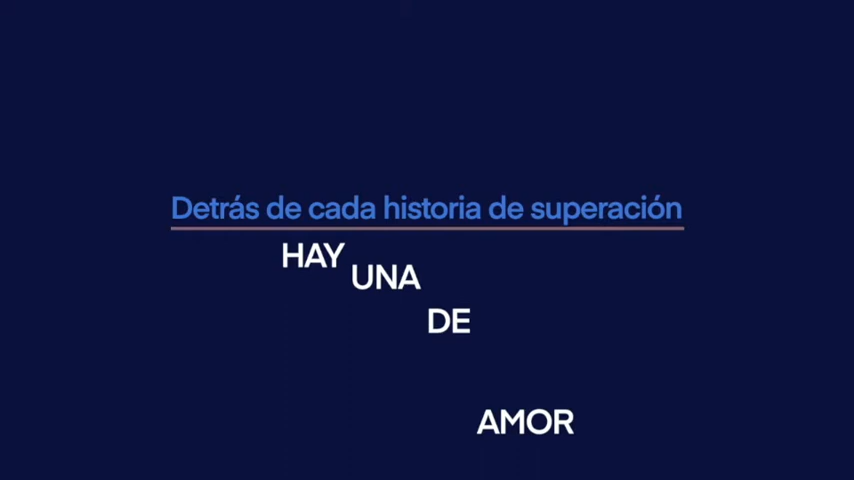 Detrás de cada historia de superación
HAY
UNA
DE
AMOR